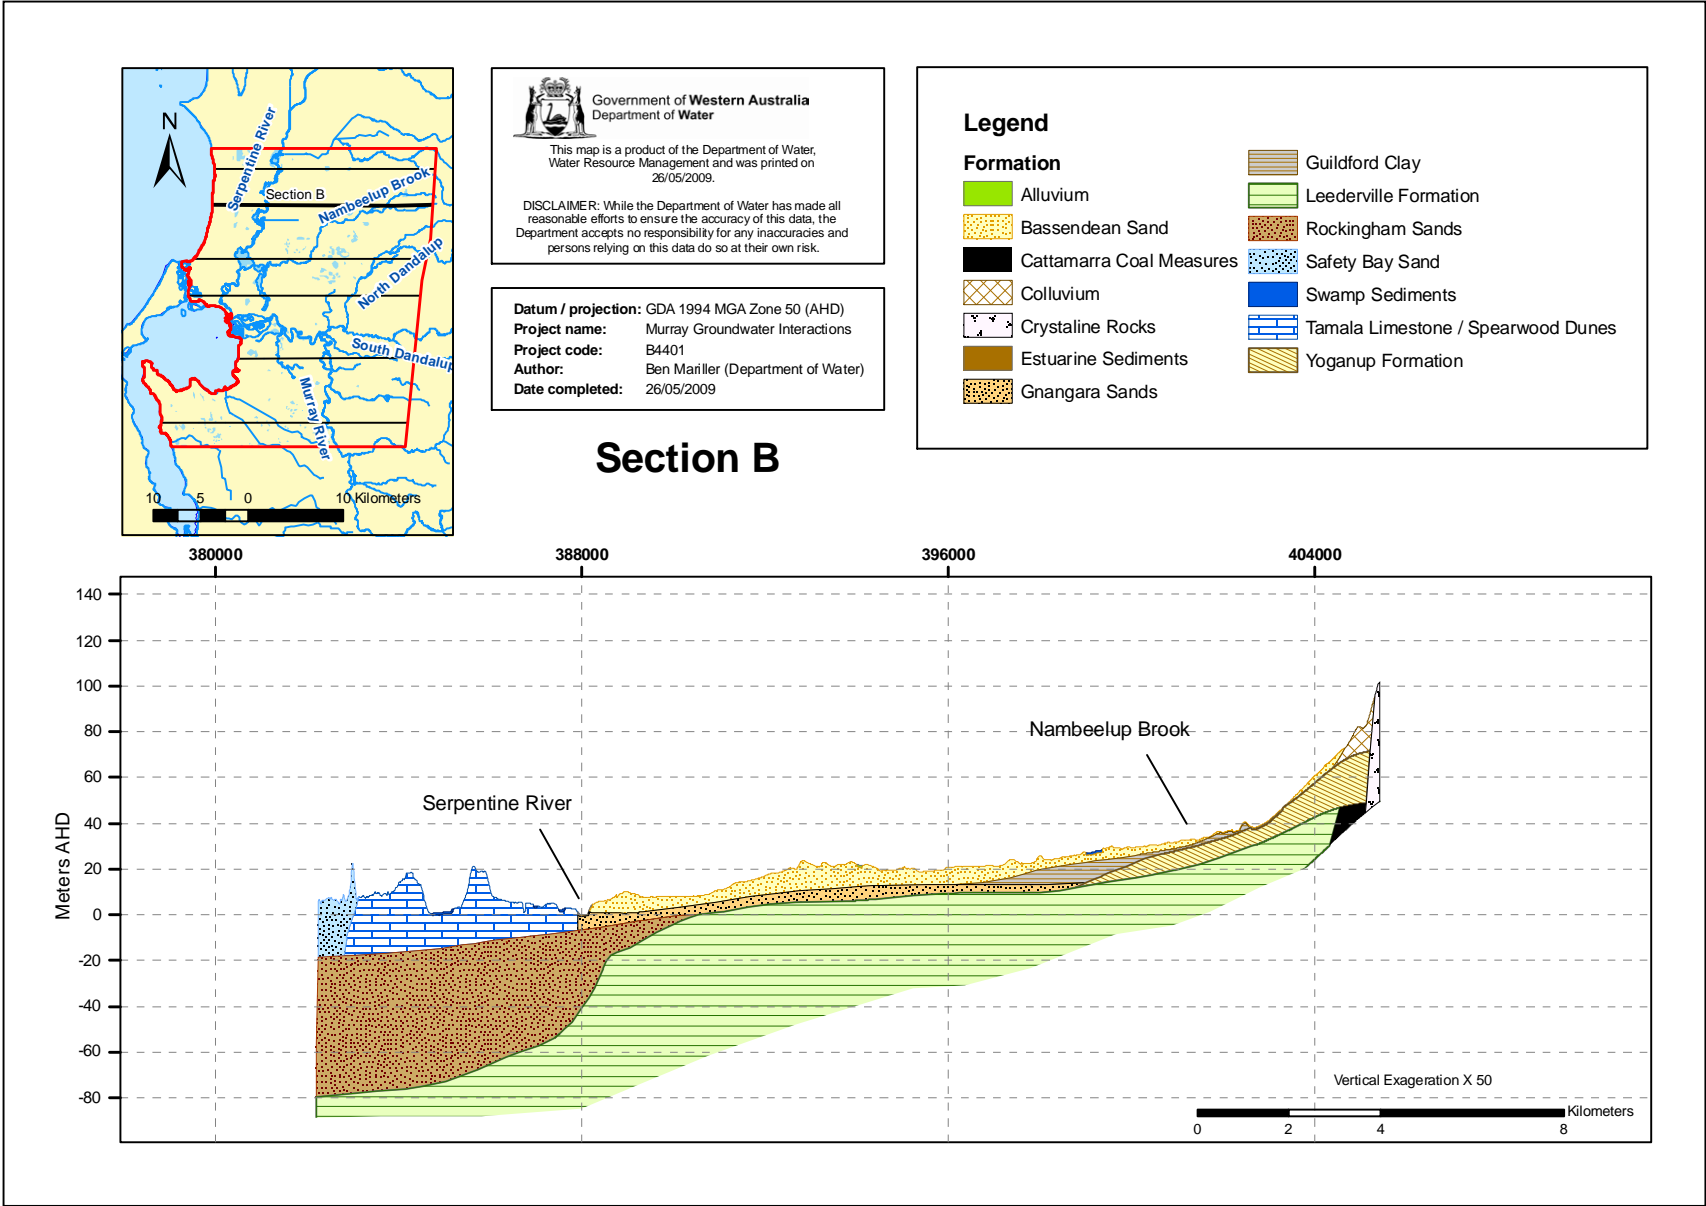 N
Serpentine River
Section B
Nambeelup Brook
North Dandalup
South Dandalup
Murray River
10 5 0 10 Kilometers
Government of Western Australia
Department of Water
This map is a product of the Department of Water,
Water Resource Management and was printed on
26/05/2009.
DISCLAIMER: While the Department of Water has made all
reasonable efforts to ensure the accuracy of this data, the
Department accepts no responsibility for any inaccuracies and
persons relying on this data do so at their own risk.
Datum / projection: GDA 1994 MGA Zone 50 (AHD)
Project name: Murray Groundwater Interactions
Project code: B4401
Author: Ben Mariller (Department of Water)
Date completed: 26/05/2009
Section B
Legend
Formation
Alluvium
Bassendean Sand
Cattamarra Coal Measures
Colluvium
Crystaline Rocks
Estuarine Sediments
Gnangara Sands
Guildford Clay
Leederville Formation
Rockingham Sands
Safety Bay Sand
Swamp Sediments
Tamala Limestone / Spearwood Dunes
Yoganup Formation
380000 388000 396000 404000
140
120
100
80
60
40
20
0
-20
-40
-60
-80
Meters AHD
Serpentine River
Nambeelup Brook
Vertical Exageration X 50
Kilometers
0 2 4 8